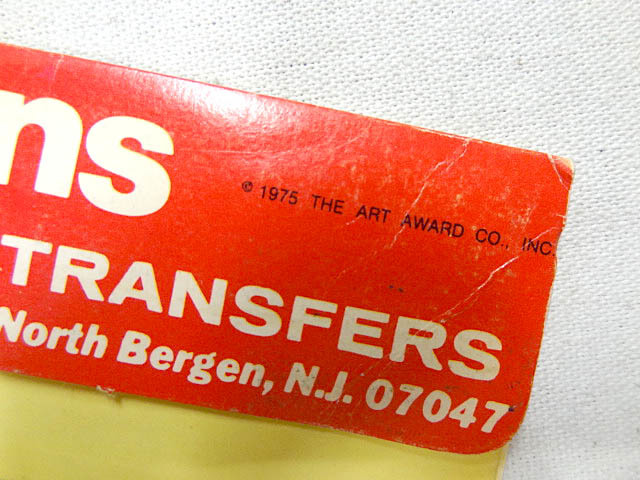 ns
© 1975 THE ART AWARD CO., INC.
TRANSFERS
North Bergen, N.J. 07047